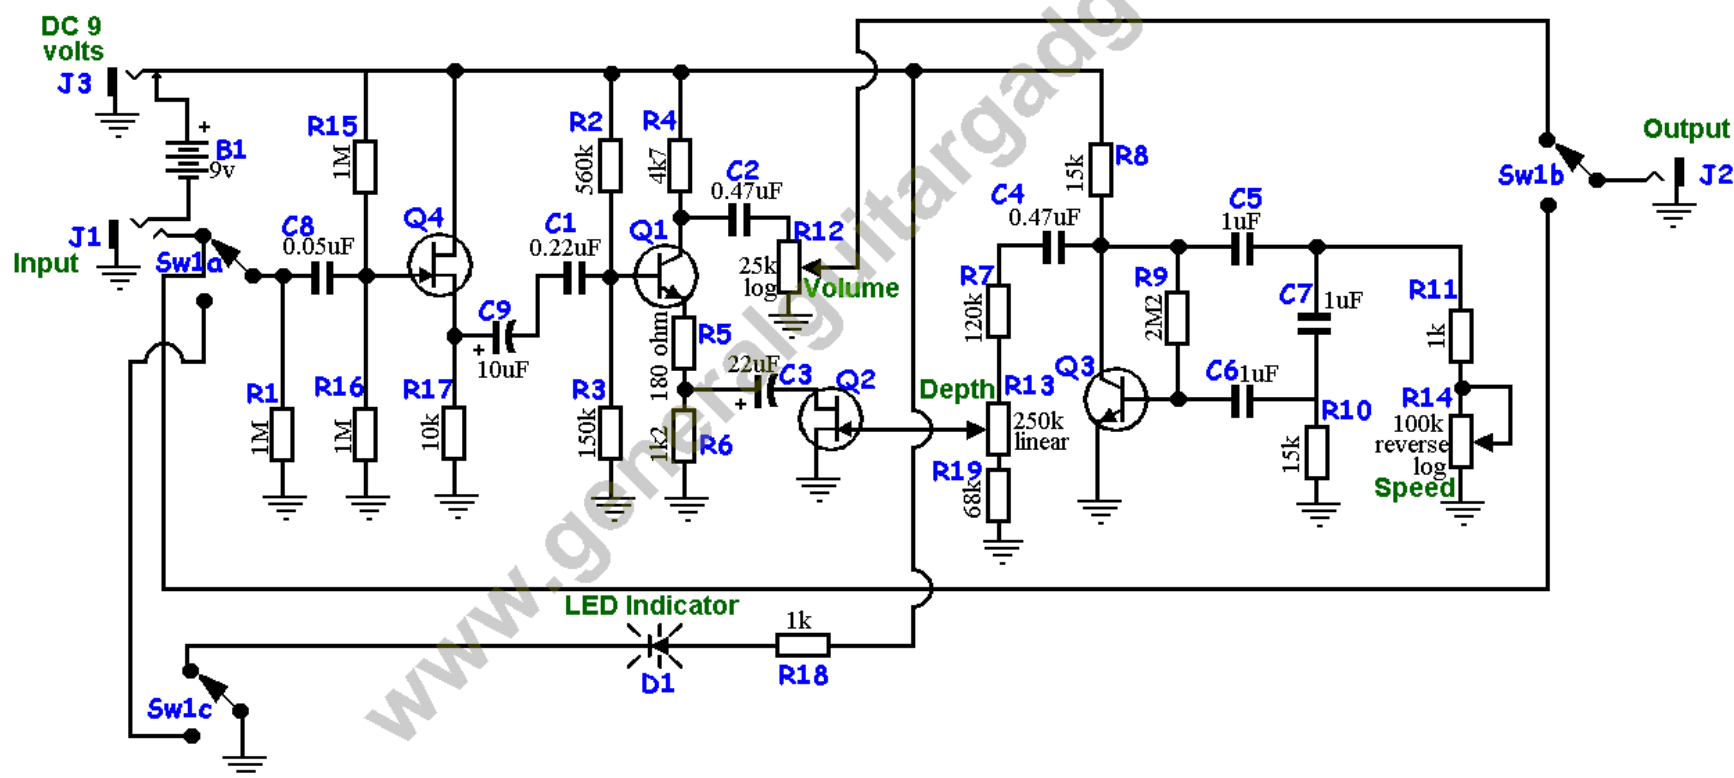 DC 9
volts
J3
B1
9v
J1
Input
Sw1a
C8
0.05uF
R15
1M
Q4
C9
10uF
R1
1M
R16
1M
R17
10k
R2
560k
C1
0.22uF
R3
150k
R4
4k7
Q1
C2
0.47uF
R12
25k
log
Volume
R5
180 ohm
R6
1k2
22uF
C3
Q2
Depth
R13
250k
linear
R19
68k
R7
120k
C4
0.47uF
R8
15k
Q3
R9
2M2
C5
1uF
C7
1uF
C6
1uF
R10
15k
R11
1k
R14
100k
reverse
log
Speed
Output
Sw1b
J2
LED Indicator
D1
1k
R18
Sw1c
www.generalguitargadg